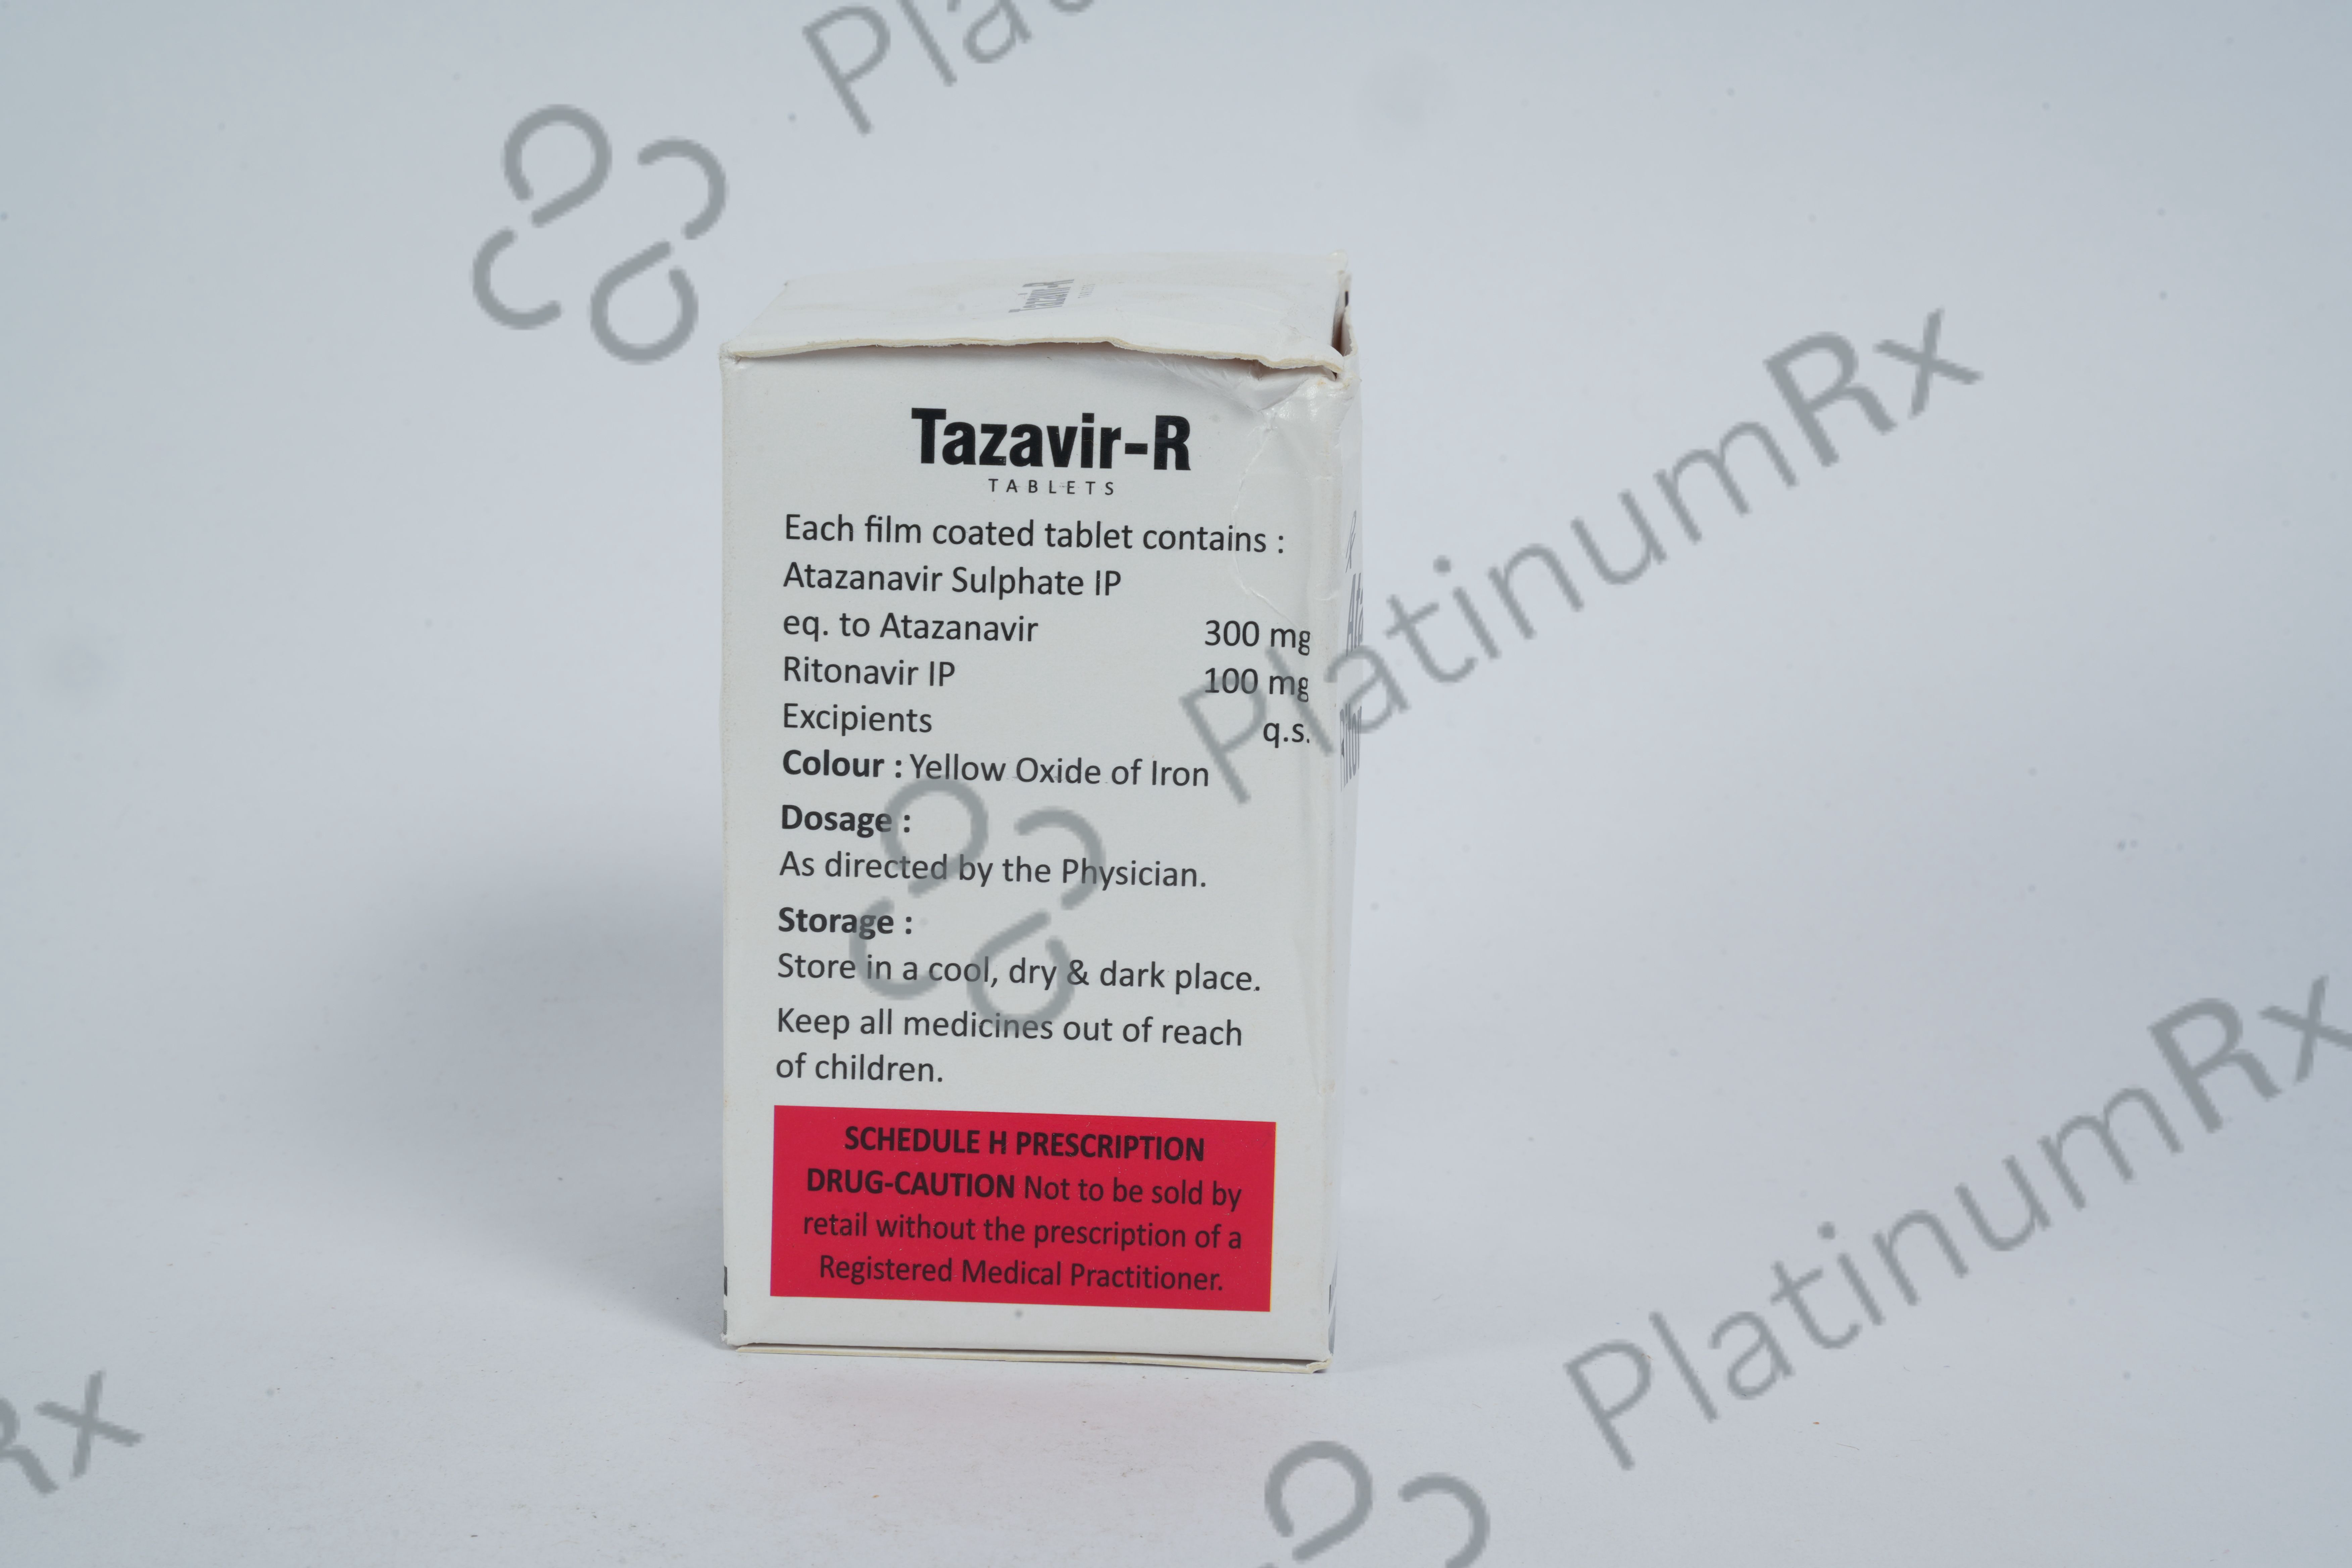 Tazavir-R
TABLETS
Each film coated tablet contains :
Atazanavir Sulphate IP
eq. to Atazanavir 300 mg
Ritonavir IP 100 mg
Excipients q.s.
Colour : Yellow Oxide of Iron
Dosage :
As directed by the Physician.
Storage :
Store in a cool, dry & dark place.
Keep all medicines out of reach
of children.
SCHEDULE H PRESCRIPTION
DRUG-CAUTION Not to be sold by
retail without the prescription of a
Registered Medical Practitioner.
Tazavir-R
PlatinumRx
PlatinumRx